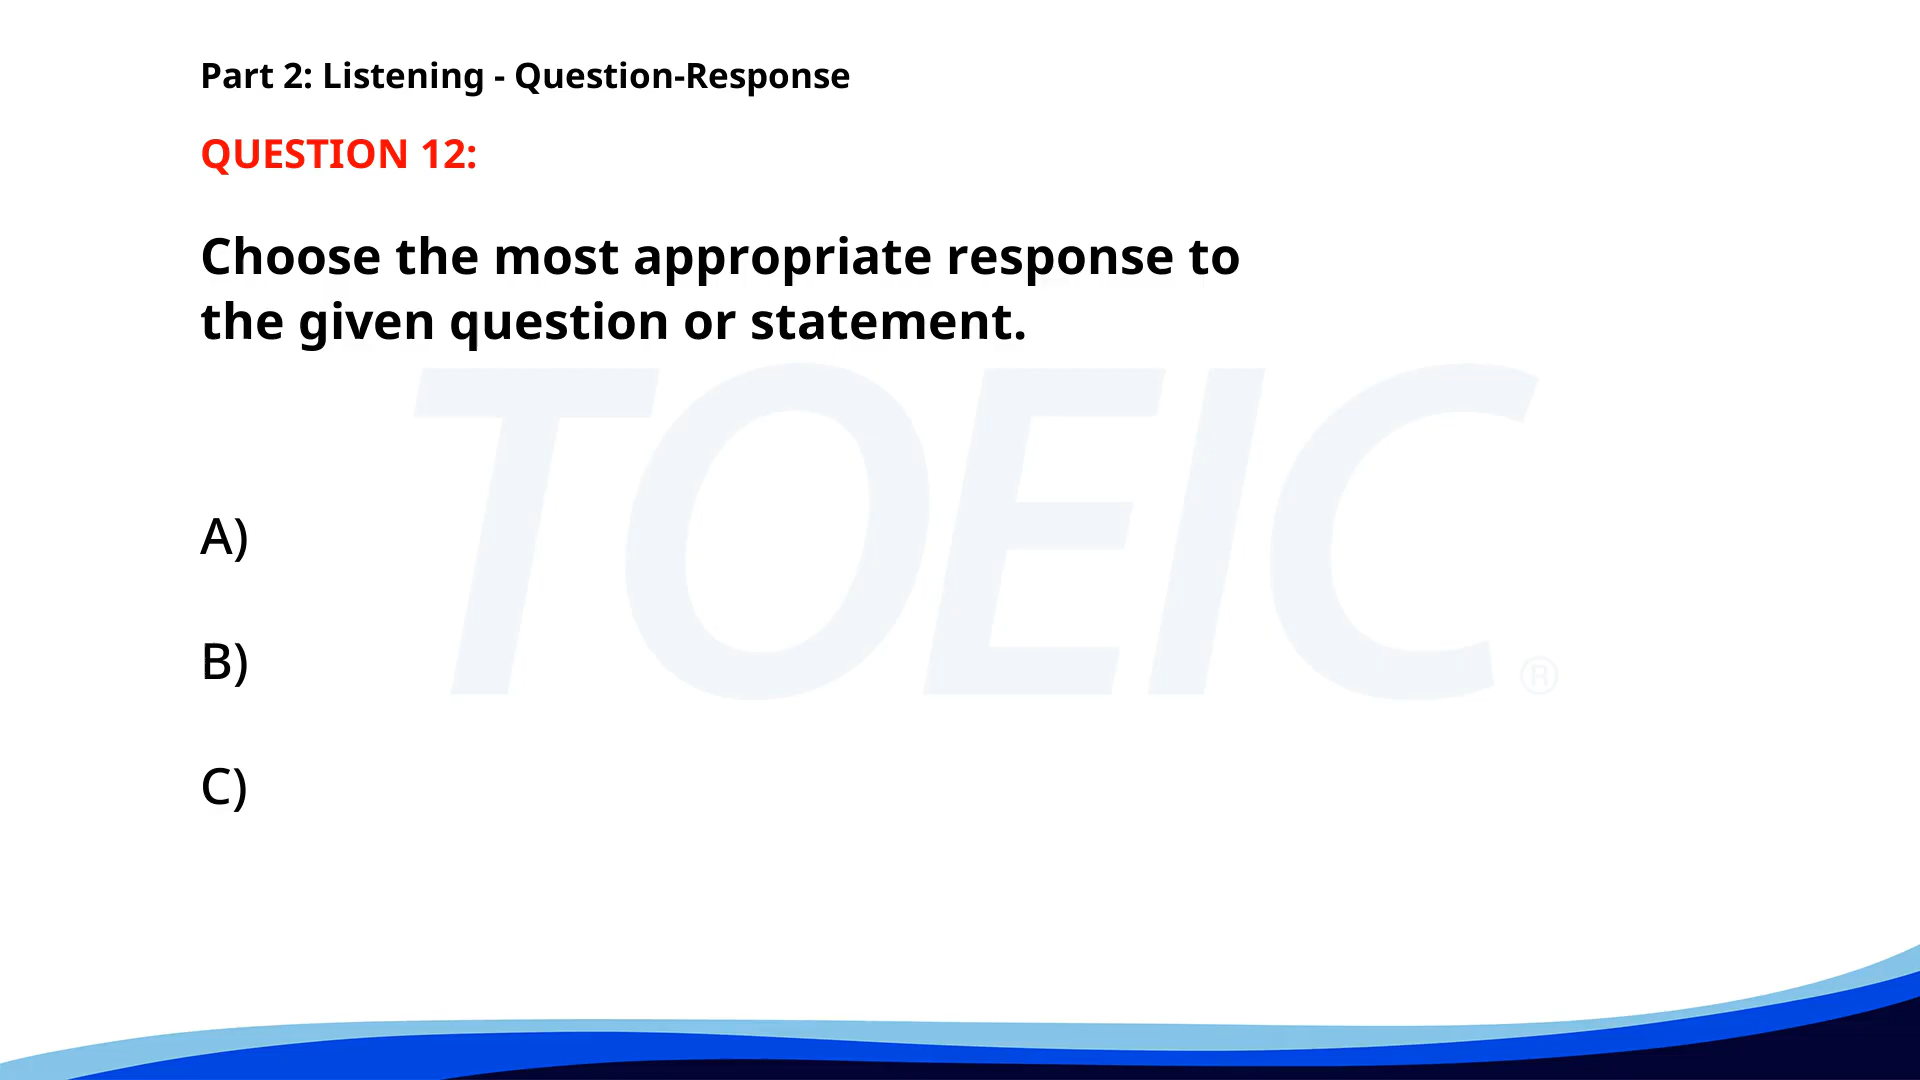 Part 2: Listening - Question-Response
QUESTION 12:
Choose the most appropriate response to
the given question or statement.
TOEIC®
A)
B)
C)